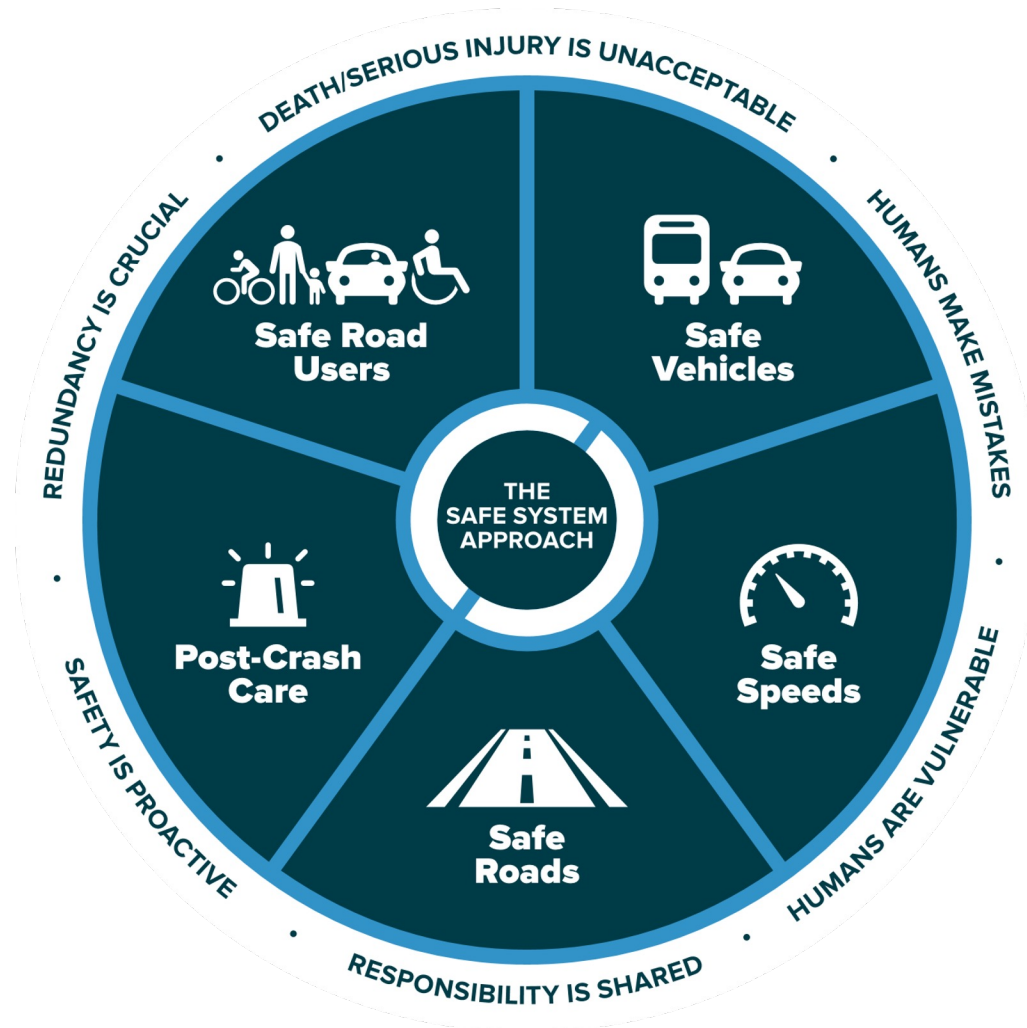 DEATH/SERIOUS INJURY IS UNACCEPTABLE
HUMANS MAKE MISTAKES
HUMANS ARE VULNERABLE
RESPONSIBILITY IS SHARED
SAFETY IS PROACTIVE
REDUNDANCY IS CRUCIAL
Safe Road
Users
Safe
Vehicles
THE
SAFE SYSTEM
APPROACH
Post-Crash
Care
Safe
Speeds
Safe
Roads